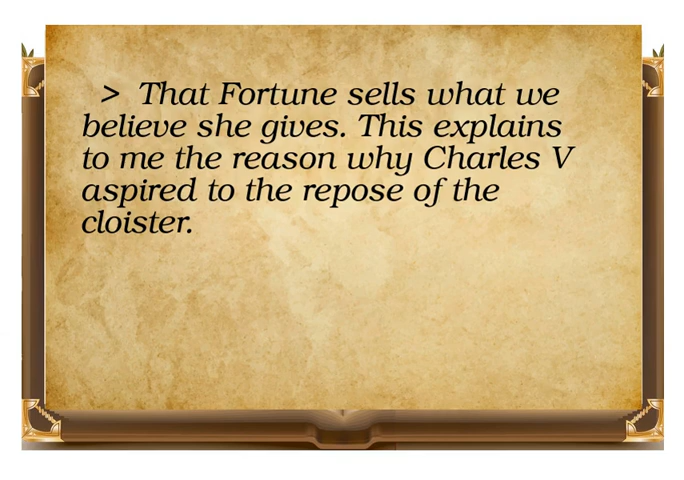 > That Fortune sells what we
believe she gives. This explains
to me the reason why Charles V
aspired to the repose of the
cloister.